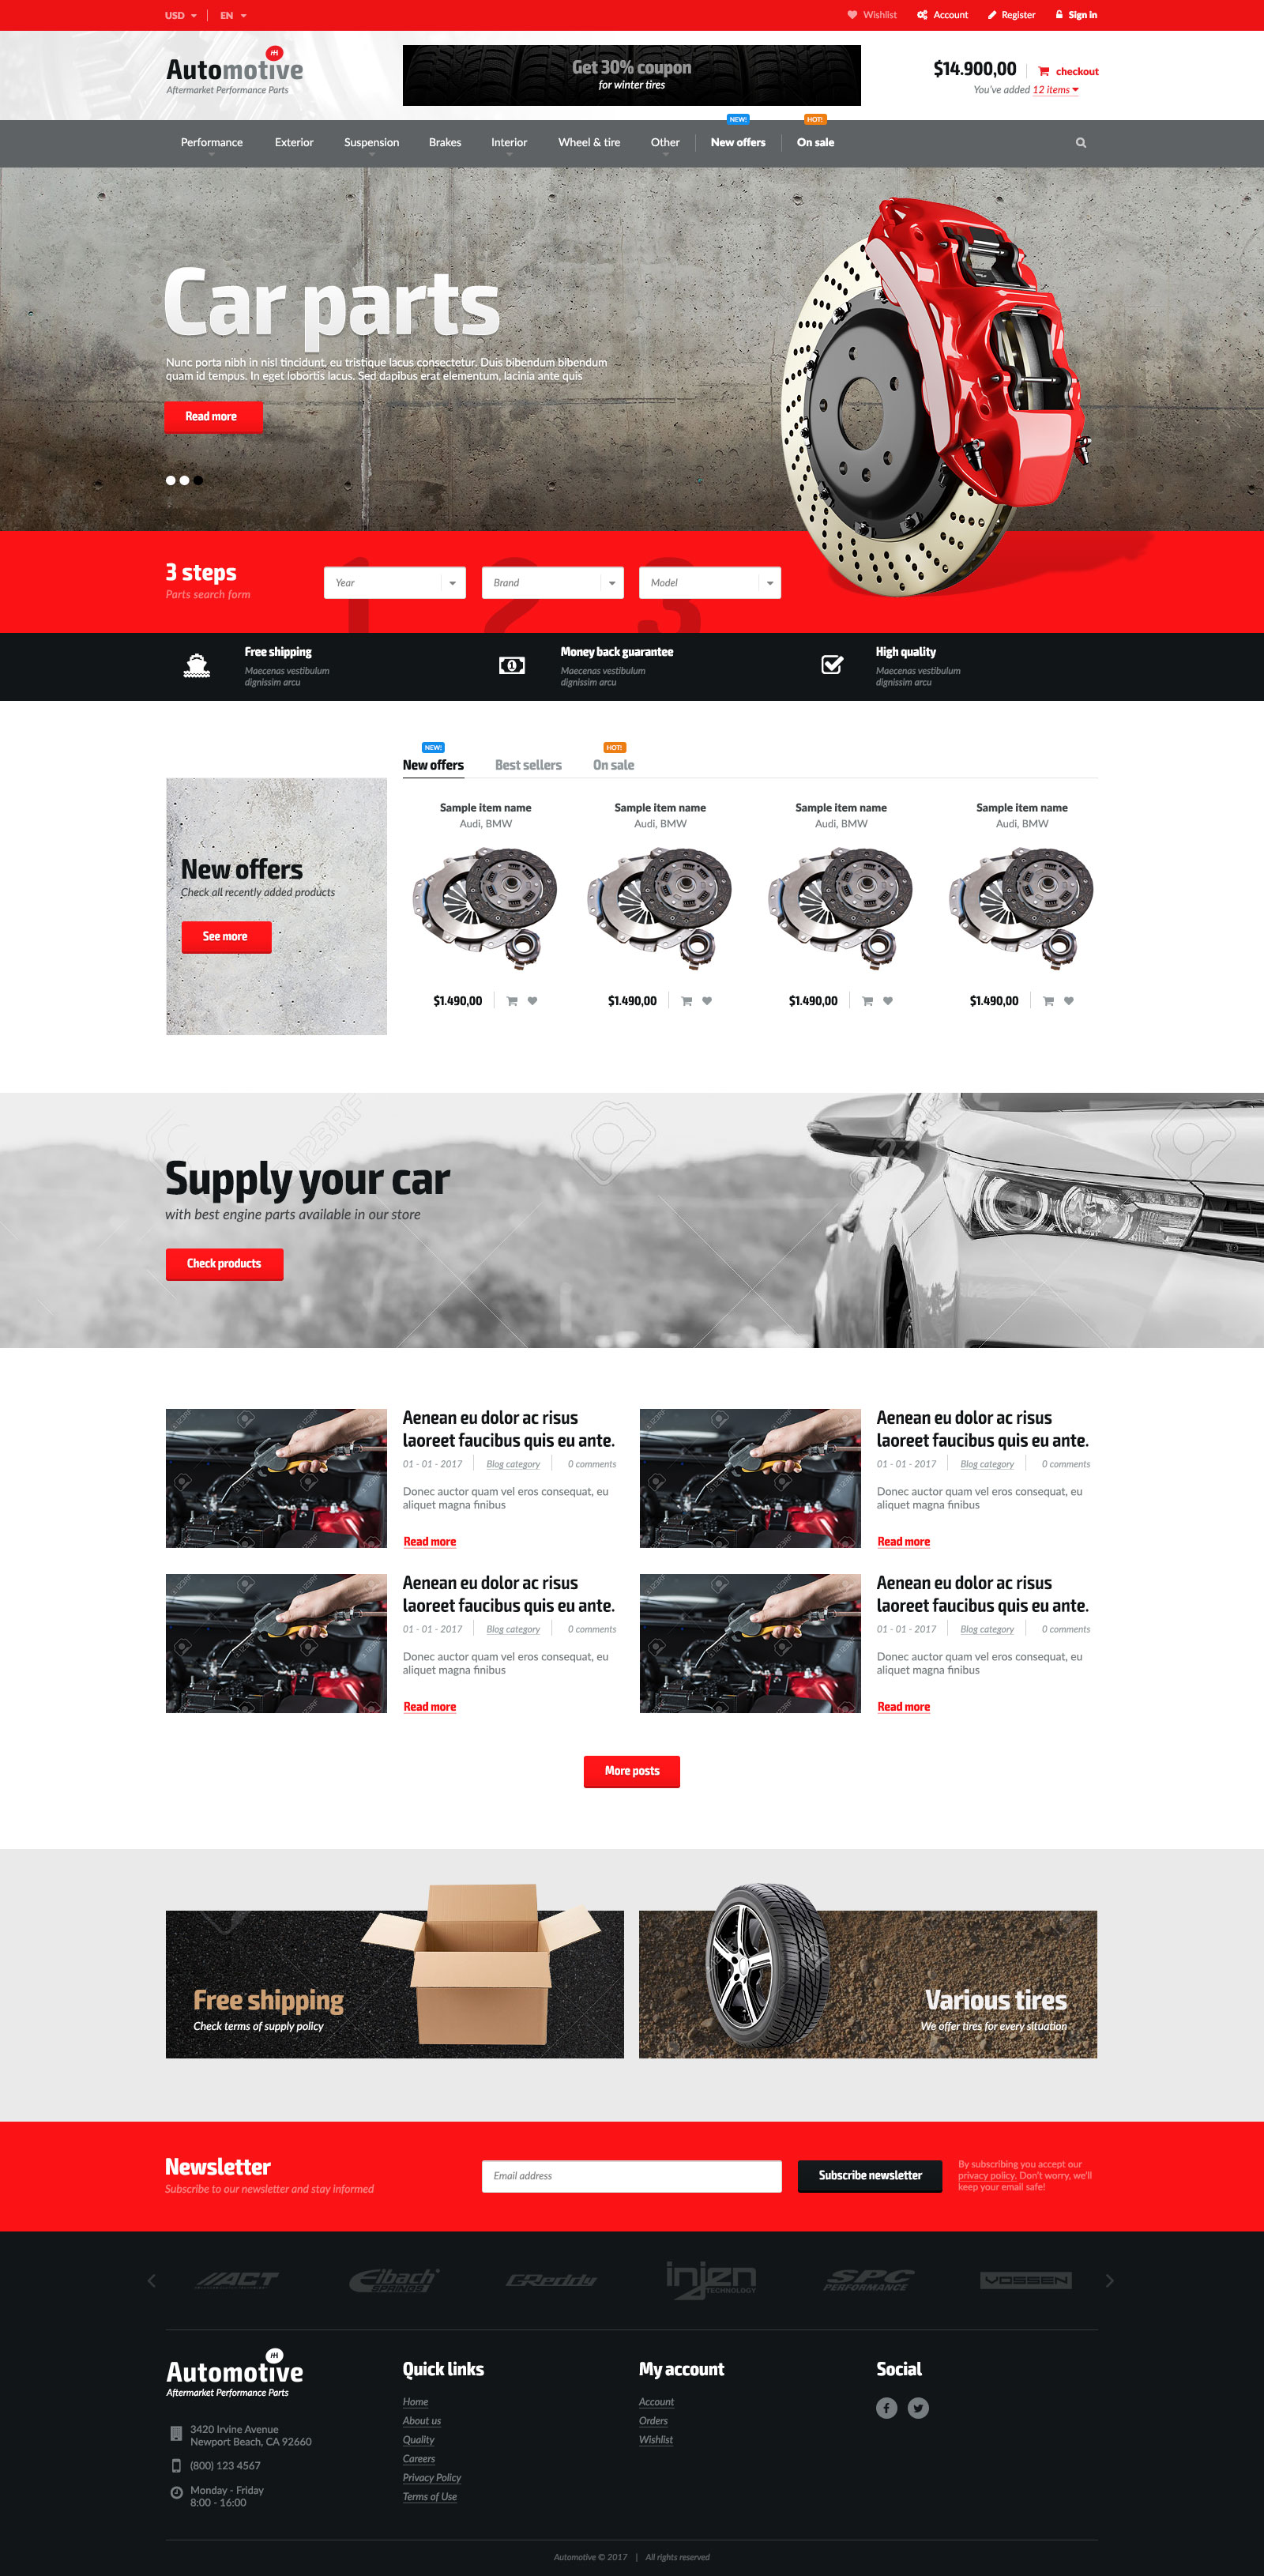 USD
EN
Wishlist
Account
Register
Sign in
Automotive
Aftermarket Performance Parts
Get 30% coupon
for winter tires
$14.900,00
checkout
You've added 12 items
NEW!
HOT!
Performance
Exterior
Suspension
Brakes
Interior
Wheel & tire
Other
New offers
On sale
Car parts
Nunc porta nibh in nisl tincidunt, eu tristique lacus consectetur. Duis bibendum bibendum
quam id tempus. In eget lobortis lacus. Sed dapibus erat elementum, lacinia ante quis
Read more
3 steps
Parts search form
1
Year
2
Brand
3
Model
Free shipping
Maecenas vestibulum
dignissim arcu
Money back guarantee
Maecenas vestibulum
dignissim arcu
High quality
Maecenas vestibulum
dignissim arcu
NEW!
HOT!
New offers
Best sellers
On sale
New offers
Check all recently added products
See more
Sample item name
Audi, BMW
$1.490,00
Sample item name
Audi, BMW
$1.490,00
Sample item name
Audi, BMW
$1.490,00
Sample item name
Audi, BMW
$1.490,00
123RF
Supply your car
with best engine parts available in our store
Check products
Aenean eu dolor ac risus
laoreet faucibus quis eu ante.
01 - 01 - 2017
Blog category
0 comments
Donec auctor quam vel eros consequat, eu
aliquet magna finibus
Read more
Aenean eu dolor ac risus
laoreet faucibus quis eu ante.
01 - 01 - 2017
Blog category
0 comments
Donec auctor quam vel eros consequat, eu
aliquet magna finibus
Read more
Aenean eu dolor ac risus
laoreet faucibus quis eu ante.
01 - 01 - 2017
Blog category
0 comments
Donec auctor quam vel eros consequat, eu
aliquet magna finibus
Read more
Aenean eu dolor ac risus
laoreet faucibus quis eu ante.
01 - 01 - 2017
Blog category
0 comments
Donec auctor quam vel eros consequat, eu
aliquet magna finibus
Read more
More posts
Free shipping
Check terms of supply policy
Various tires
We offer tires for every situation
Newsletter
Subscribe to our newsletter and stay informed
Email address
Subscribe newsletter
By subscribing you accept our
privacy policy. Don't worry, we'll
keep your email safe!
ACT
Eibach
SPRINGS
GReddy
injen
TECHNOLOGY
SPC
PERFORMANCE
VOSSEN
Automotive
Aftermarket Performance Parts
3420 Irvine Avenue
Newport Beach, CA 92660
(800) 123 4567
Monday - Friday
8:00 - 16:00
Quick links
Home
About us
Quality
Careers
Privacy Policy
Terms of Use
My account
Account
Orders
Wishlist
Social
Automotive © 2017 | All rights reserved